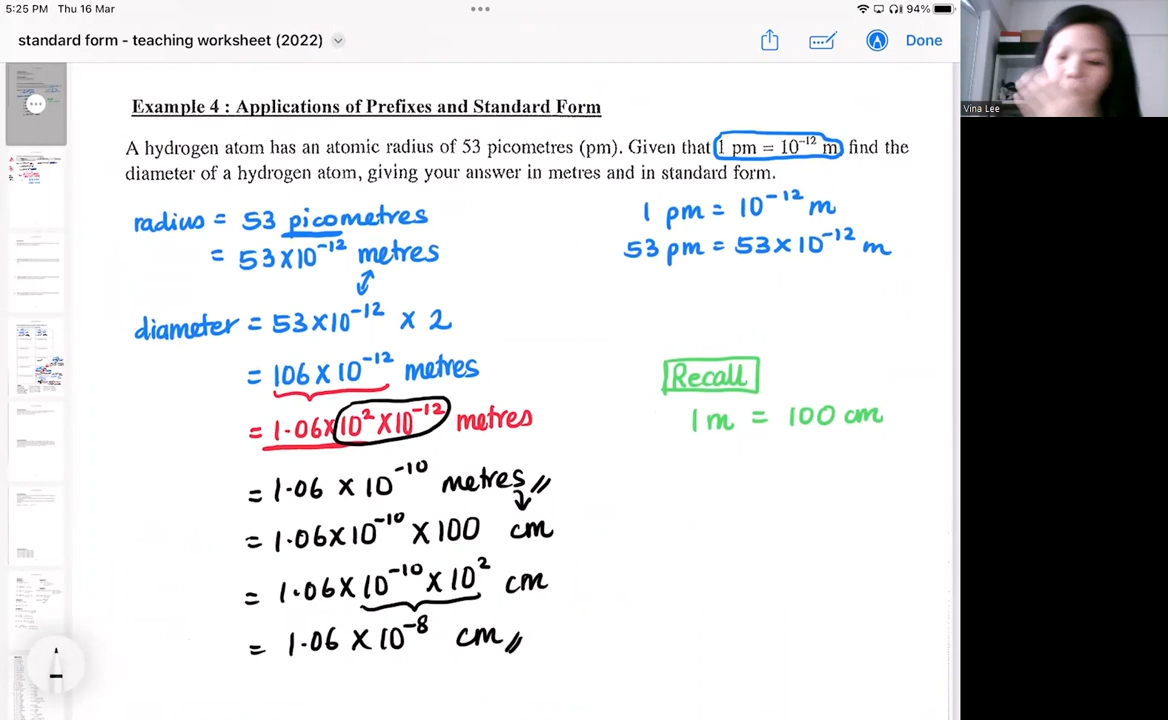 5:25 PM Thu 16 Mar
94%
standard form - teaching worksheet (2022)
Done
Vina Lee
Example 4 : Applications of Prefixes and Standard Form
A hydrogen atom has an atomic radius of 53 picometres (pm). Given that 1 pm = 10⁻¹² m find the
diameter of a hydrogen atom, giving your answer in metres and in standard form.
radius = 53 picometres
= 53×10⁻¹² metres
1 pm = 10⁻¹² m
53 pm = 53×10⁻¹² m
diameter = 53×10⁻¹² × 2
= 106×10⁻¹² metres
= 1.06×10²×10⁻¹² metres
= 1.06 × 10⁻¹⁰ metres
= 1.06×10⁻¹⁰ × 100 cm
= 1.06×10⁻¹⁰×10² cm
= 1.06 ×10⁻⁸ cm
Recall
1 m = 100 cm